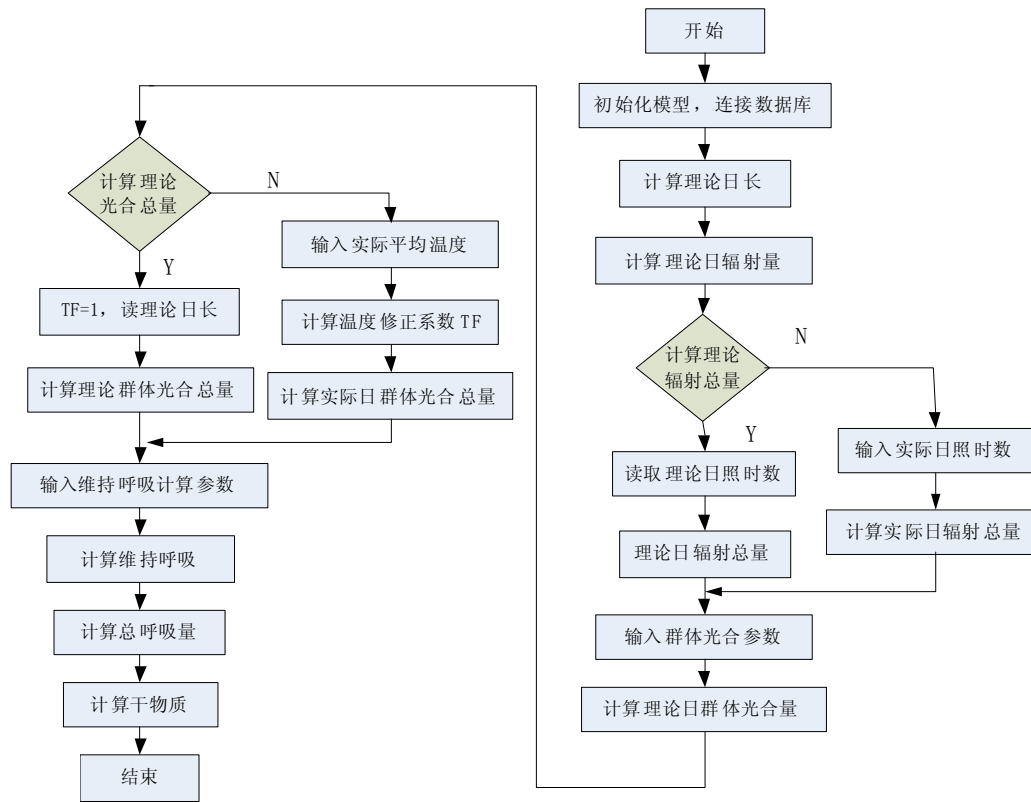 开始
初始化模型，连接数据库
计算理论日长
计算理论日辐射量
计算理论
辐射总量
N
Y
输入实际日照时数
读取理论日照时数
计算实际日辐射总量
理论日辐射总量
输入群体光合参数
计算理论日群体光合量
计算理论
光合总量
N
Y
输入实际平均温度
TF=1，读理论日长
计算温度修正系数TF
计算理论群体光合总量
计算实际日群体光合总量
输入维持呼吸计算参数
计算维持呼吸
计算总呼吸量
计算干物质
结束